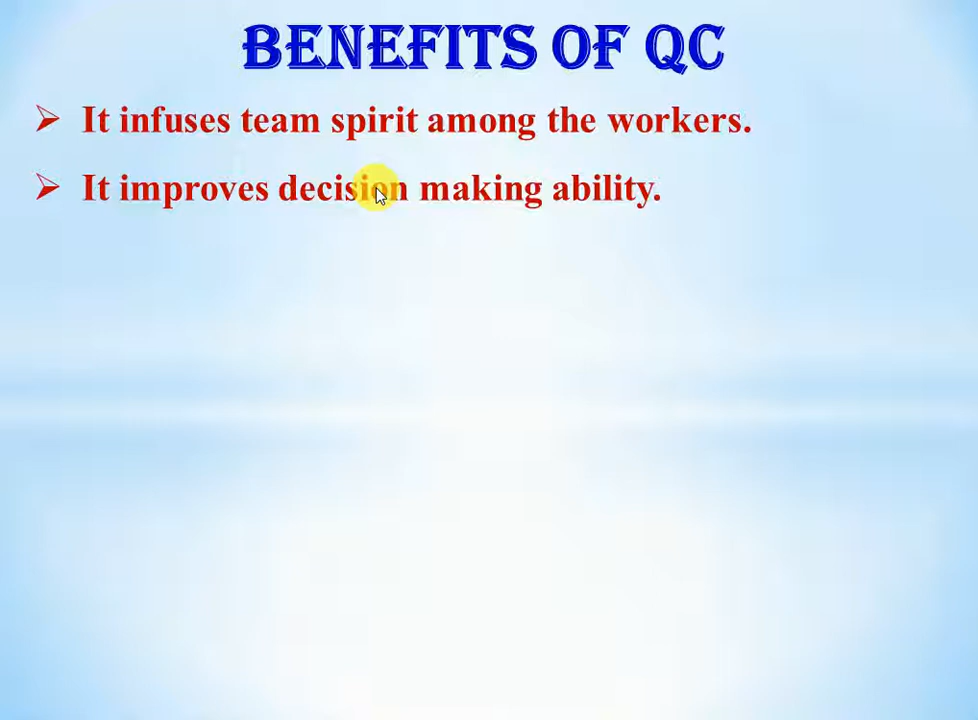 BENEFITS OF QC
It infuses team spirit among the workers.
It improves decision making ability.